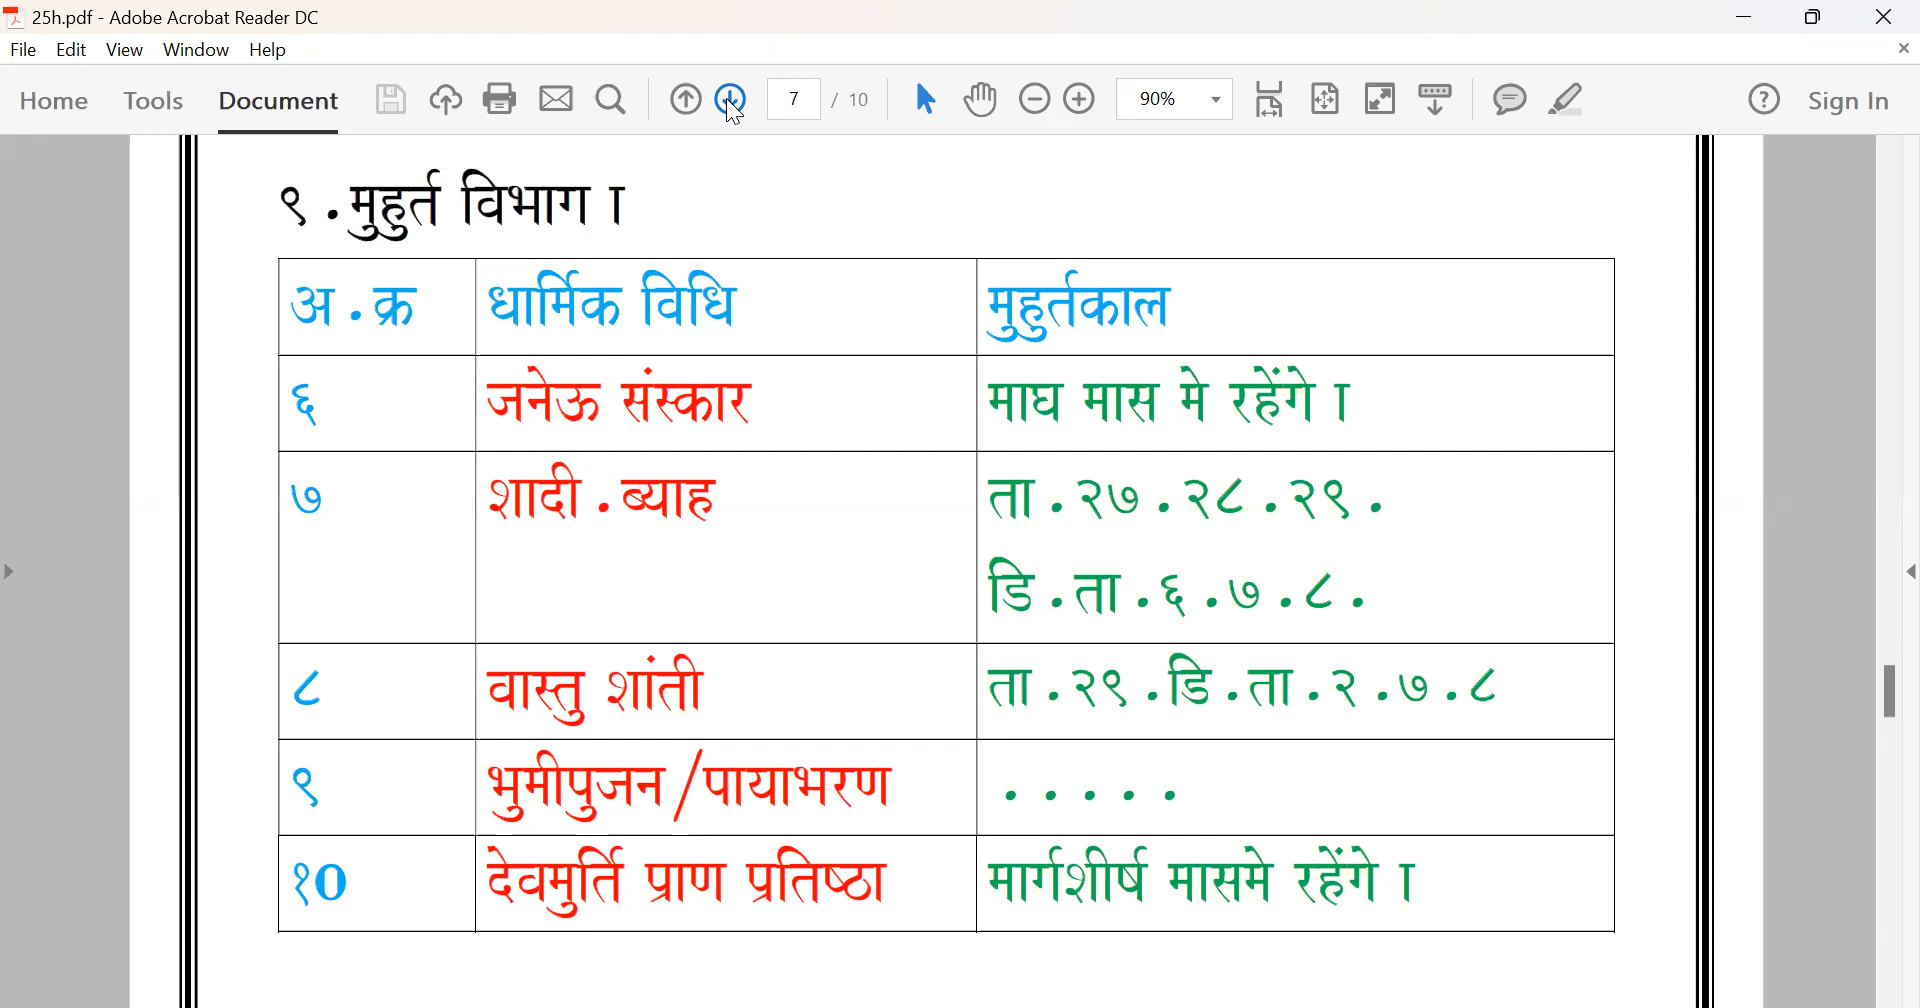 25h.pdf - Adobe Acrobat Reader DC
File Edit View Window Help
Home Tools Document 7 / 10 90% Sign In
९ . मुहुर्त विभाग ।
अ . क्र धार्मिक विधि मुहुर्तकाल
६ जनेऊ संस्कार माघ मास मे रहेंगे ।
७ शादी . ब्याह ता . २७ . २८ . २९ .
डि . ता . ६ . ७ . ८ .
८ वास्तु शांती ता . २९ . डि . ता . २ . ७ . ८
९ भुमीपुजन / पायाभरण . . . . .
१0 देवमुर्ति प्राण प्रतिष्ठा मार्गशीर्ष मासमे रहेंगे ।